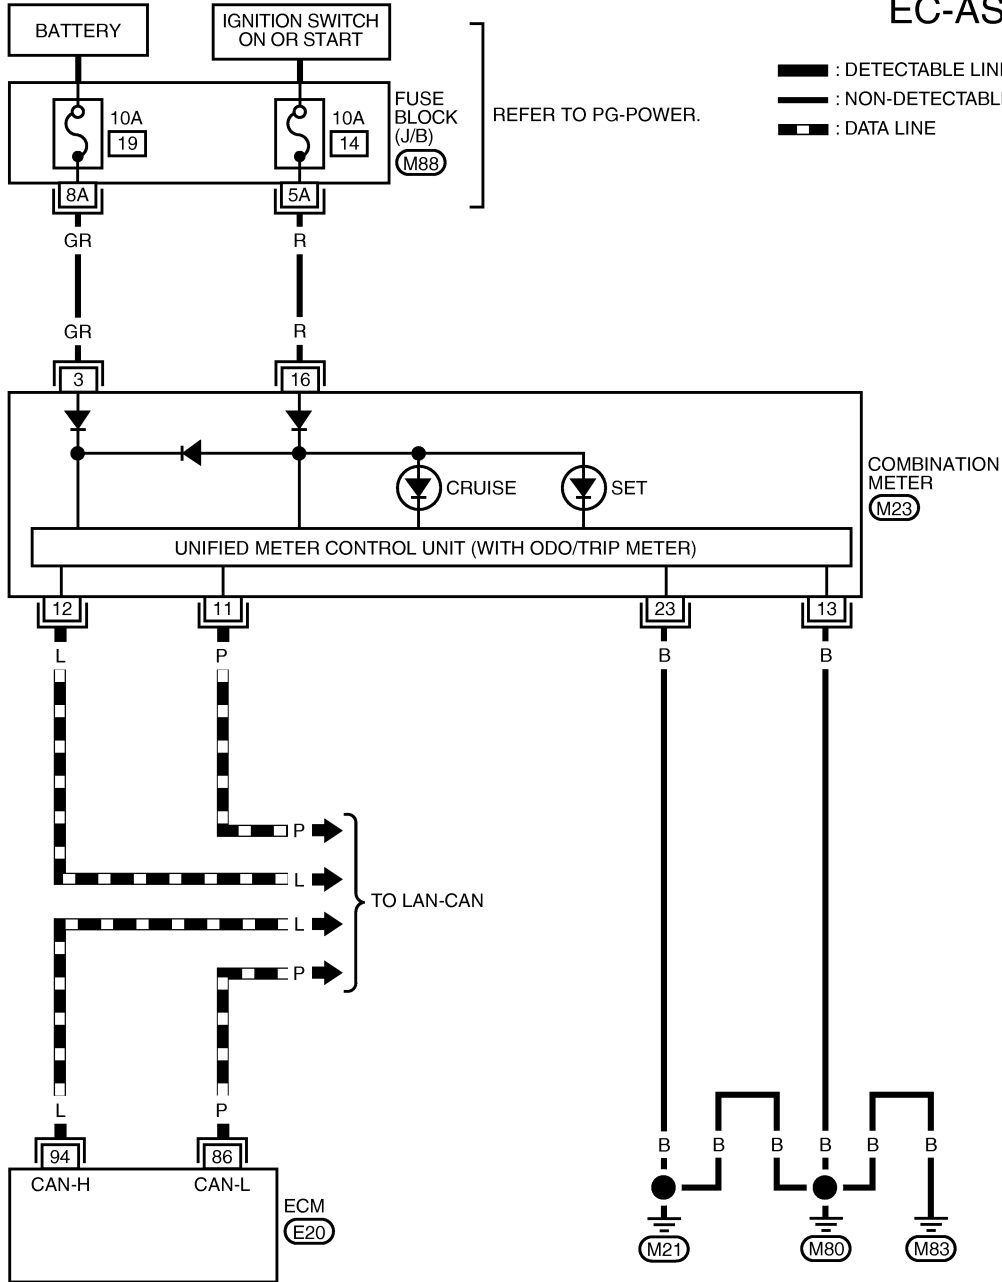 EC-AS
BATTERY
IGNITION SWITCH
ON OR START
: DETECTABLE LINE
: NON-DETECTABLE
: DATA LINE
REFER TO PG-POWER.
FUSE
BLOCK
(J/B)
M88
10A
19
10A
14
8A
5A
GR
R
GR
R
3
16
CRUISE
SET
COMBINATION
METER
M23
UNIFIED METER CONTROL UNIT (WITH ODO/TRIP METER)
12
11
23
13
L
P
B
B
P
L
TO LAN-CAN
L
P
L
P
B
B
B
B
B
B
94
86
CAN-H
CAN-L
ECM
E20
M21
M80
M83